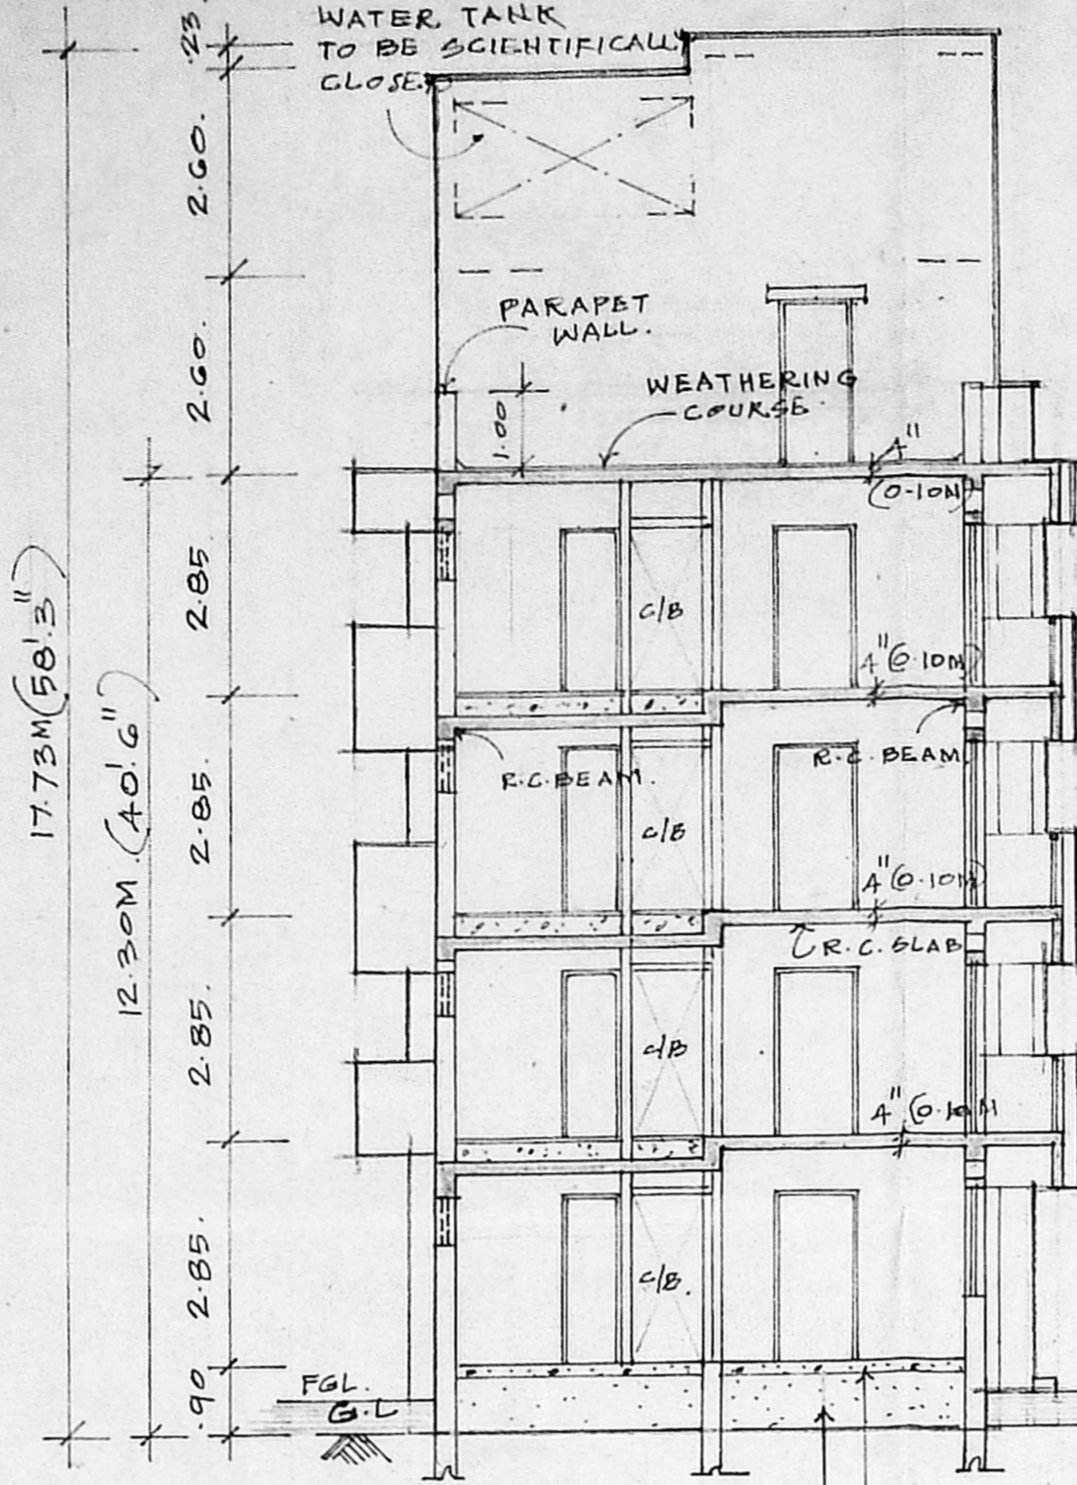 WATER TANK
TO BE SCIENTIFICALLY
CLOSED
.23
2.60.
2.60.
PARAPET
WALL.
1.00
WEATHERING
COURSE
4"
(0.10M)
2.85
C/B
4" (0.10M)
17.73M (58'.3")
12.30M. (40'.6")
R.C. BEAM.
R.C. BEAM.
2.85.
C/B
4" (0.10M)
R.C. SLAB
2.85.
C/B
4" (0.10M
2.85.
C/B.
.90
FGL.
G.L